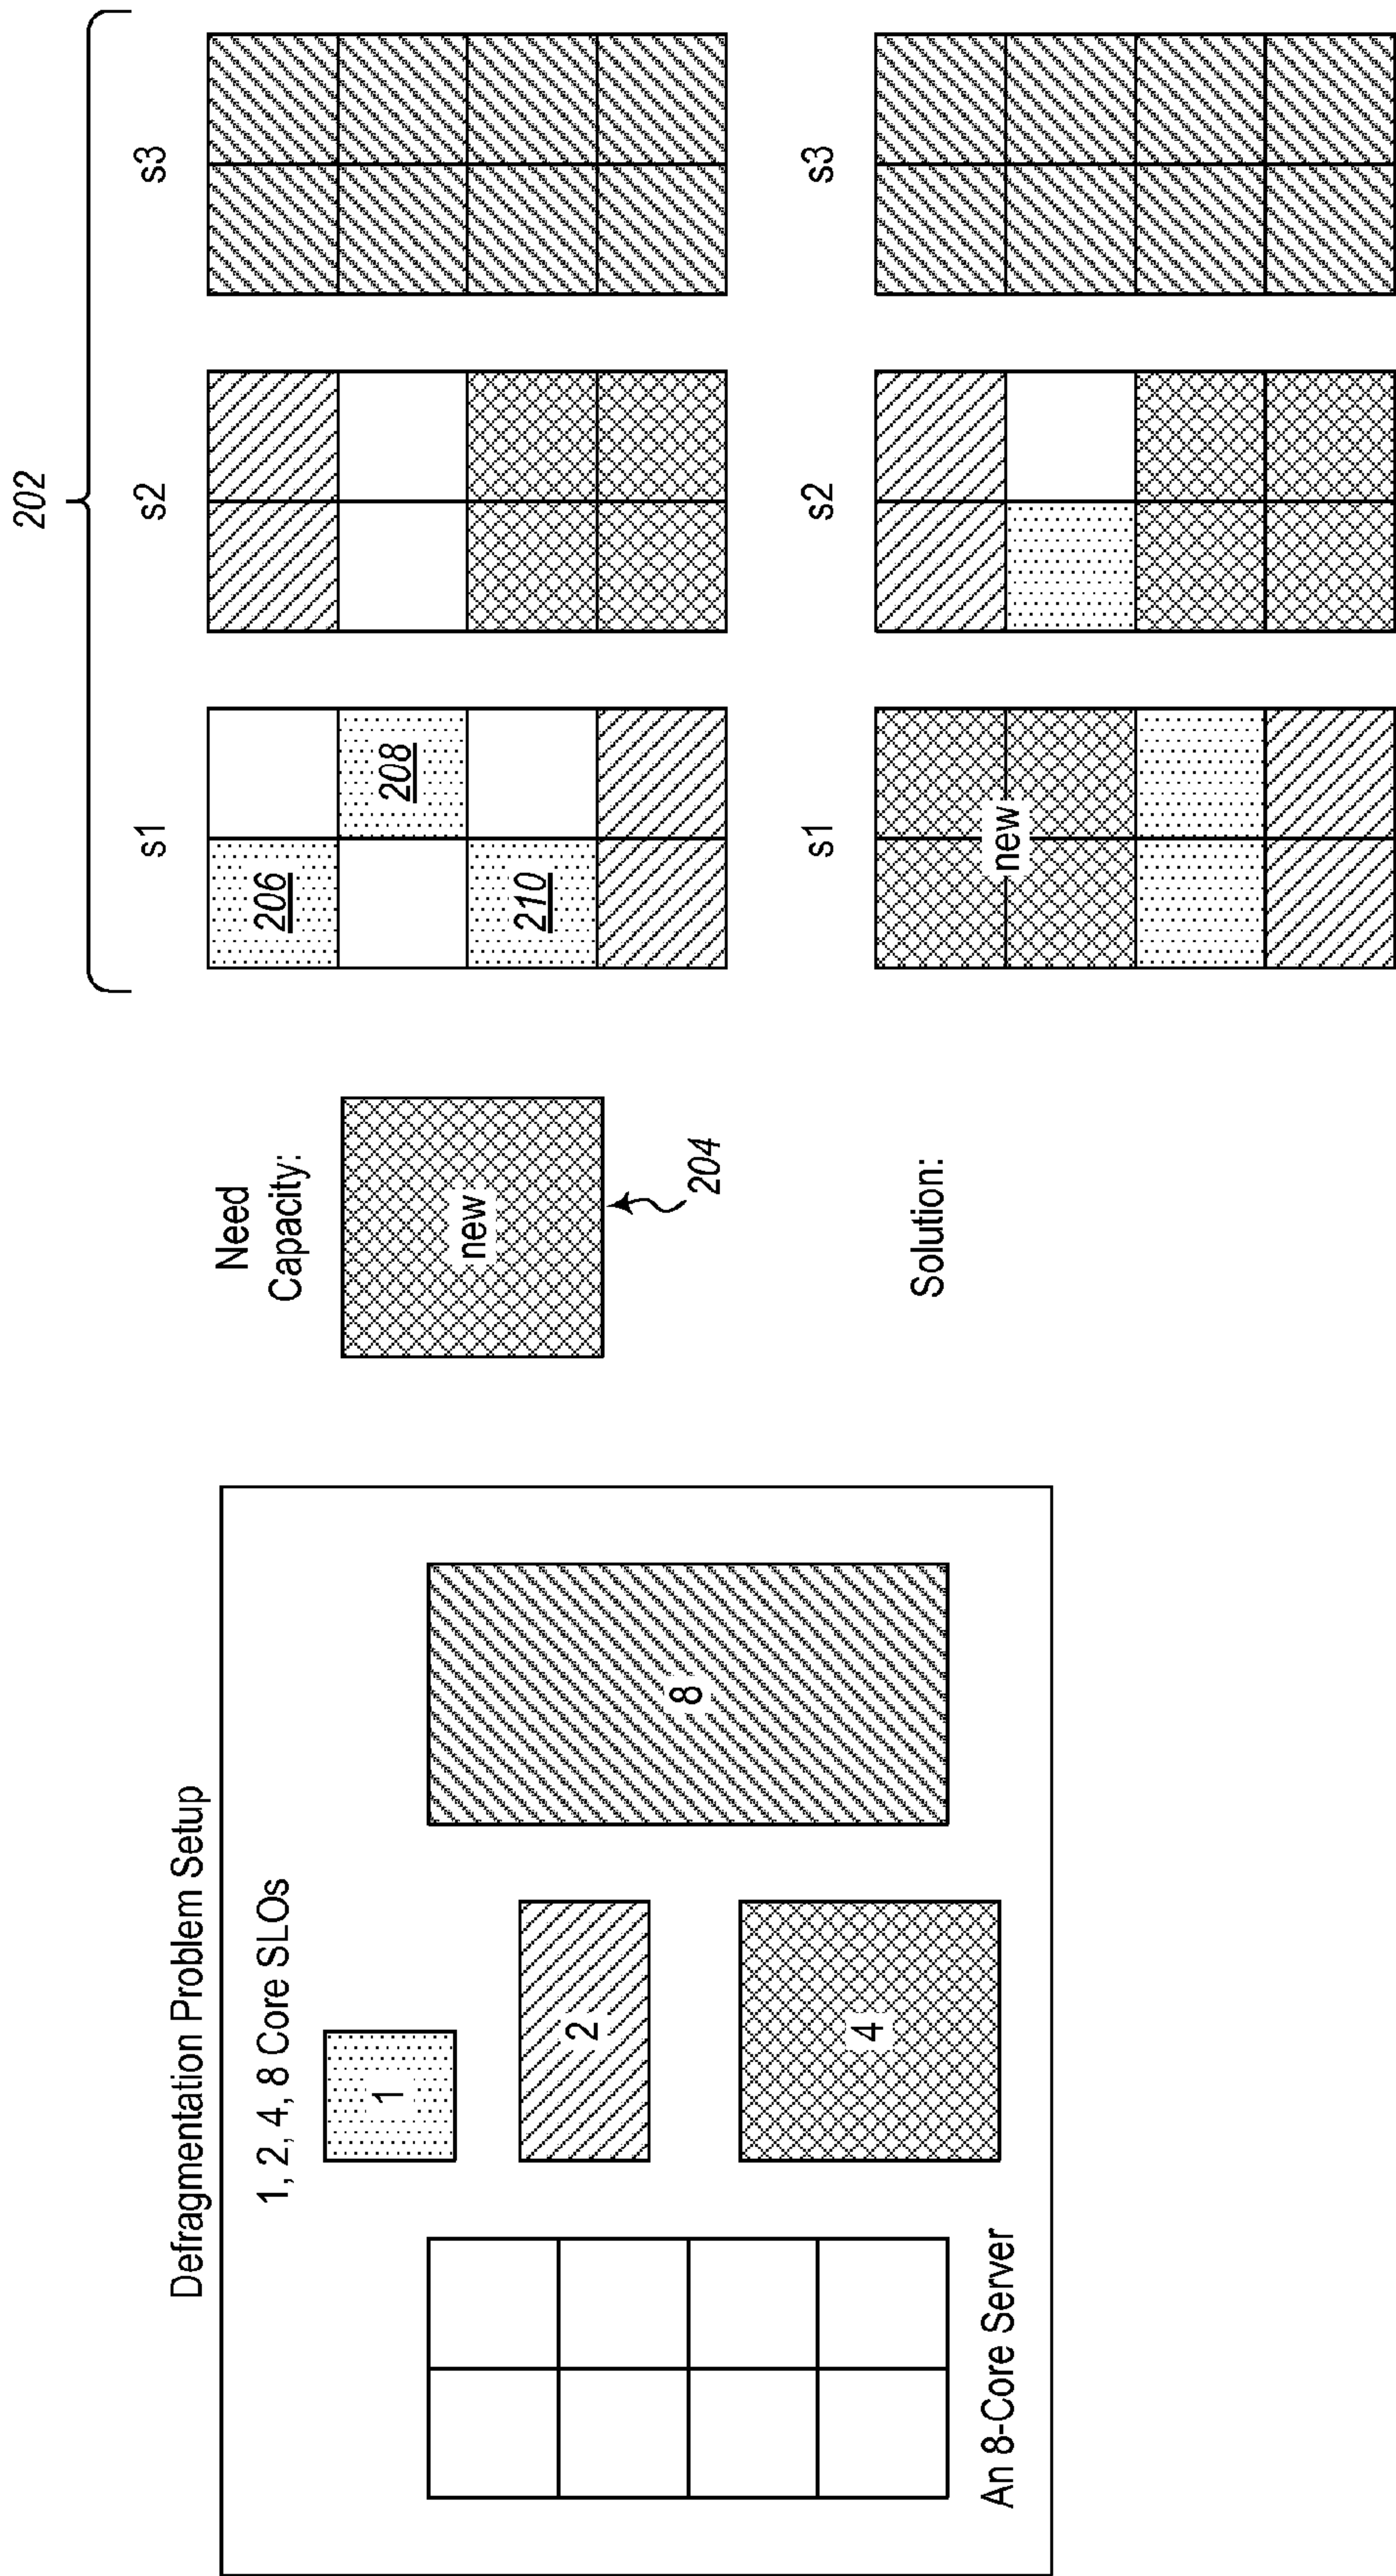 Defragmentation Problem Setup
1, 2, 4, 8 Core SLOs
1
2
4
8
An 8-Core Server
Need
Capacity:
new
204
202
s1
s2
s3
206
208
210
Solution:
s1
s2
s3
new